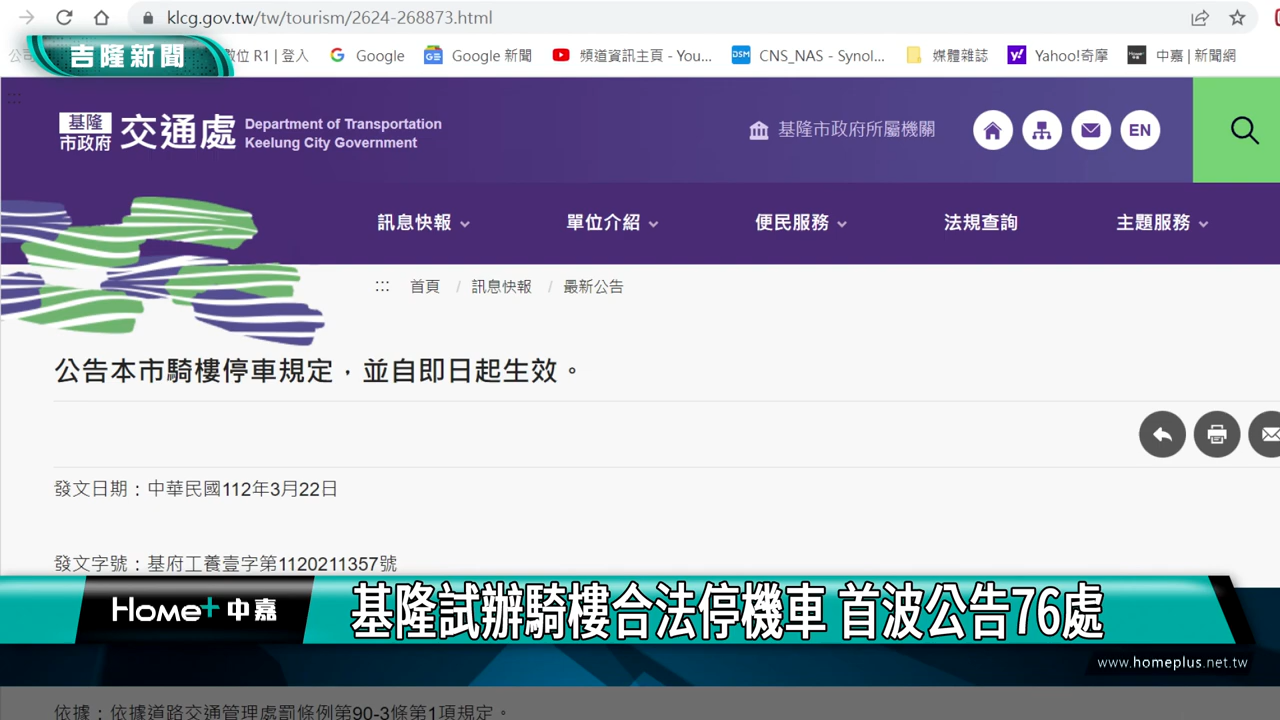 klcg.gov.tw/tw/tourism/2624-268873.html
吉隆新聞
數位 R1 | 登入
Google
Google 新聞
頻道資訊主頁 - You...
DSM
CNS_NAS - Synol...
媒體雜誌
Yahoo!奇摩
中嘉 | 新聞網
基隆
市政府
交通處
Department of Transportation
Keelung City Government
基隆市政府所屬機關
EN
訊息快報
單位介紹
便民服務
法規查詢
主題服務
:::
首頁 / 訊息快報 / 最新公告
公告本市騎樓停車規定，並自即日起生效。
發文日期：中華民國112年3月22日
發文字號：基府工養壹字第1120211357號
Home+ 中嘉
基隆試辦騎樓合法停機車 首波公告76處
www.homeplus.net.tw
依據：依據道路交通管理處罰條例第90-3條第1項規定。